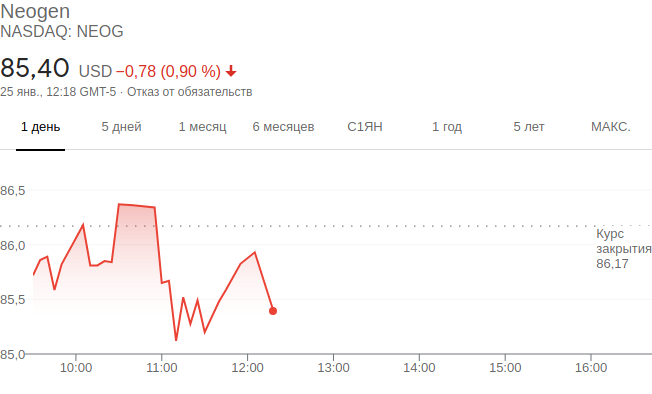 Neogen
NASDAQ: NEOG
85,40 USD −0,78 (0,90 %)
25 янв., 12:18 GMT-5 · Отказ от обязательств
1 день 5 дней 1 месяц 6 месяцев С1ЯН 1 год 5 лет МАКС.
86,5
86,0
85,5
85,0
Курс
закрытия
86,17
10:00 11:00 12:00 13:00 14:00 15:00 16:00